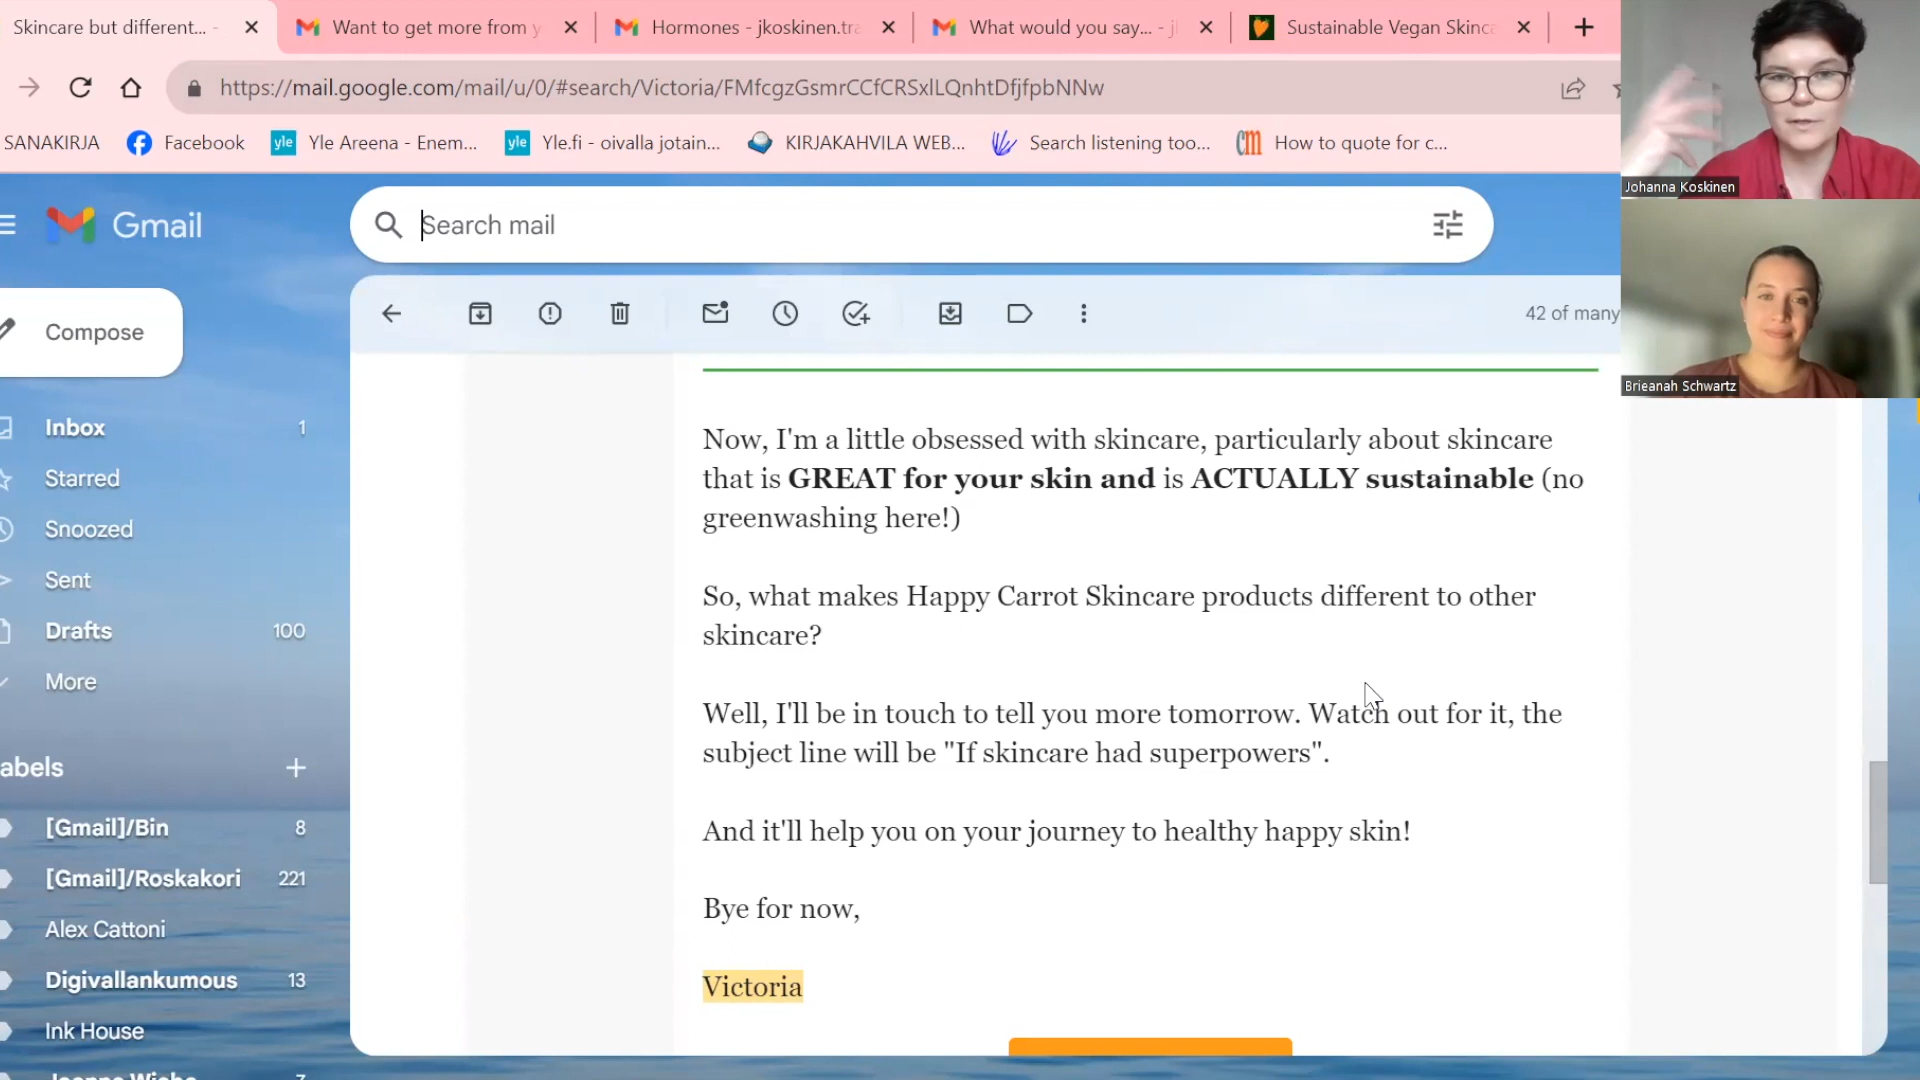 Skincare but different... -
Want to get more from y
Hormones - jkoskinen.tra
What would you say... - j
Sustainable Vegan Skinc
https://mail.google.com/mail/u/0/#search/Victoria/FMfcgzGsmrCCfCRSxlLQnhtDfjfpbNNw
SANAKIRJA
Facebook
yle
Yle Areena - Enem...
yle
Yle.fi - oivalla jotain...
KIRJAKAHVILA WEB...
Search listening too...
How to quote for c...
Johanna Koskinen
Brieanah Schwartz
Gmail
Search mail
Compose
42 of many
Inbox 1
Starred
Snoozed
Sent
Drafts 100
More
abels
[Gmail]/Bin 8
[Gmail]/Roskakori 221
Alex Cattoni
Digivallankumous 13
Ink House
Now, I'm a little obsessed with skincare, particularly about skincare
that is GREAT for your skin and is ACTUALLY sustainable (no
greenwashing here!)
So, what makes Happy Carrot Skincare products different to other
skincare?
Well, I'll be in touch to tell you more tomorrow. Watch out for it, the
subject line will be "If skincare had superpowers".
And it'll help you on your journey to healthy happy skin!
Bye for now,
Victoria